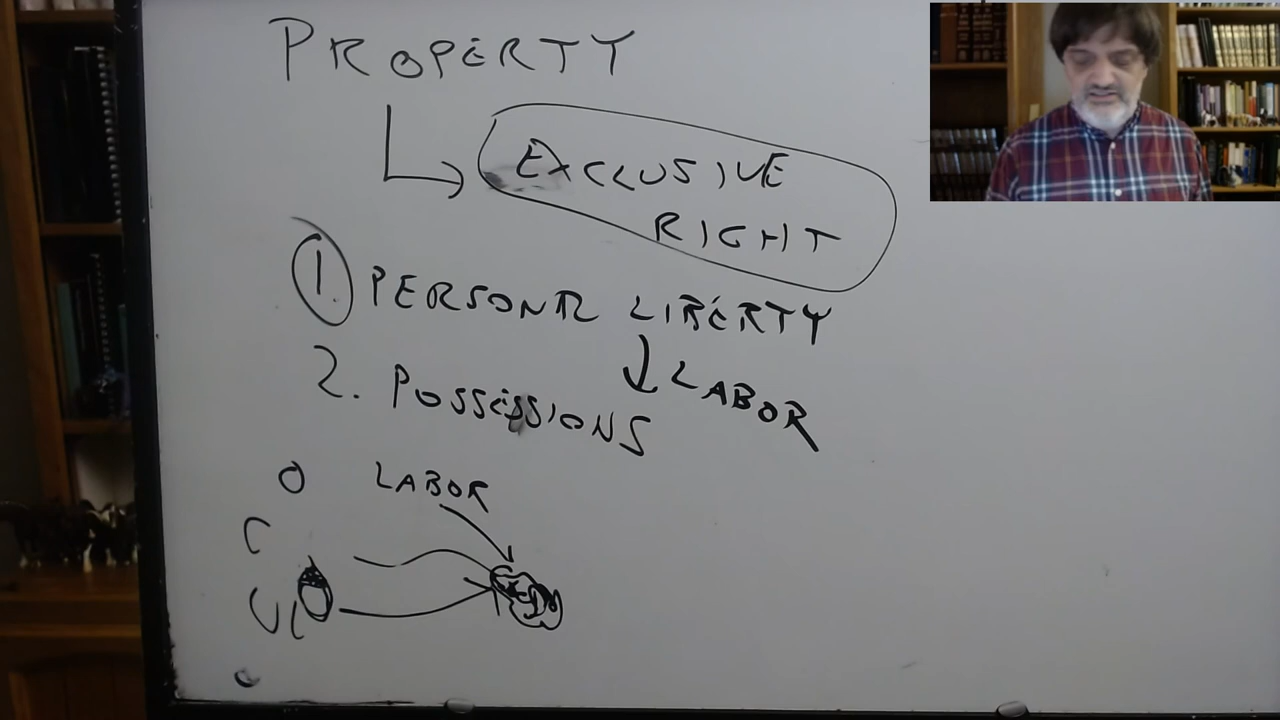 PROPERTY
EXCLUSIVE
RIGHT
1. PERSONAL LIBERTY
LABOR
2. POSSESSIONS
O LABOR
C